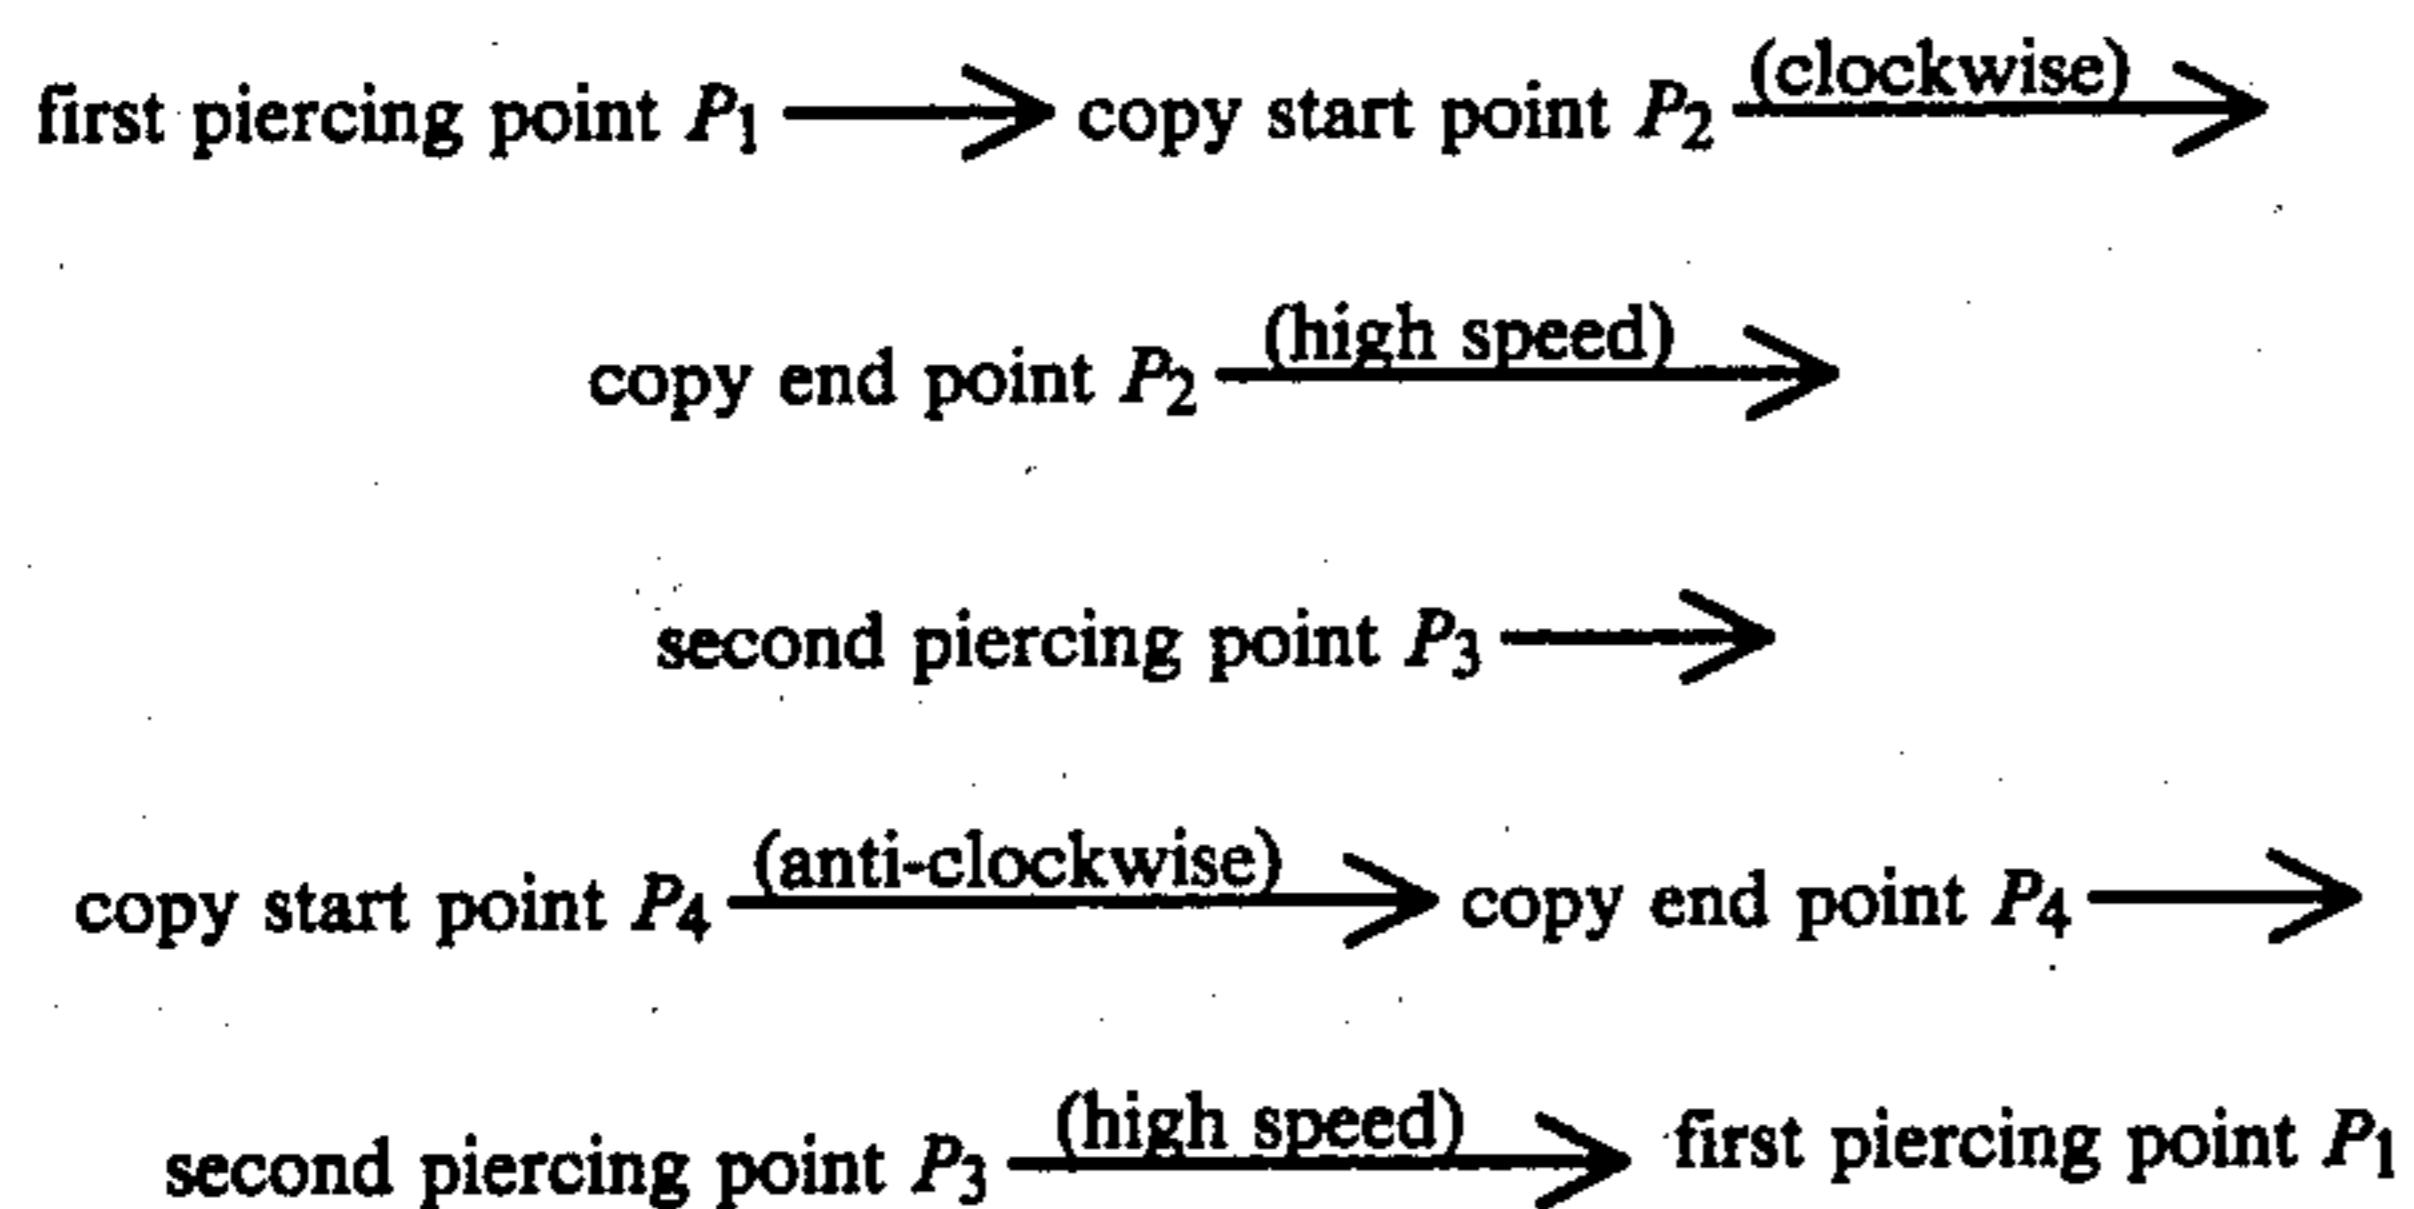 first piercing point P₁ ⟶ copy start point P₂ (clockwise) ⟶
copy end point P₂ (high speed) ⟶
second piercing point P₃ ⟶
copy start point P₄ (anti-clockwise) ⟶ copy end point P₄ ⟶
second piercing point P₃ (high speed) ⟶ first piercing point P₁